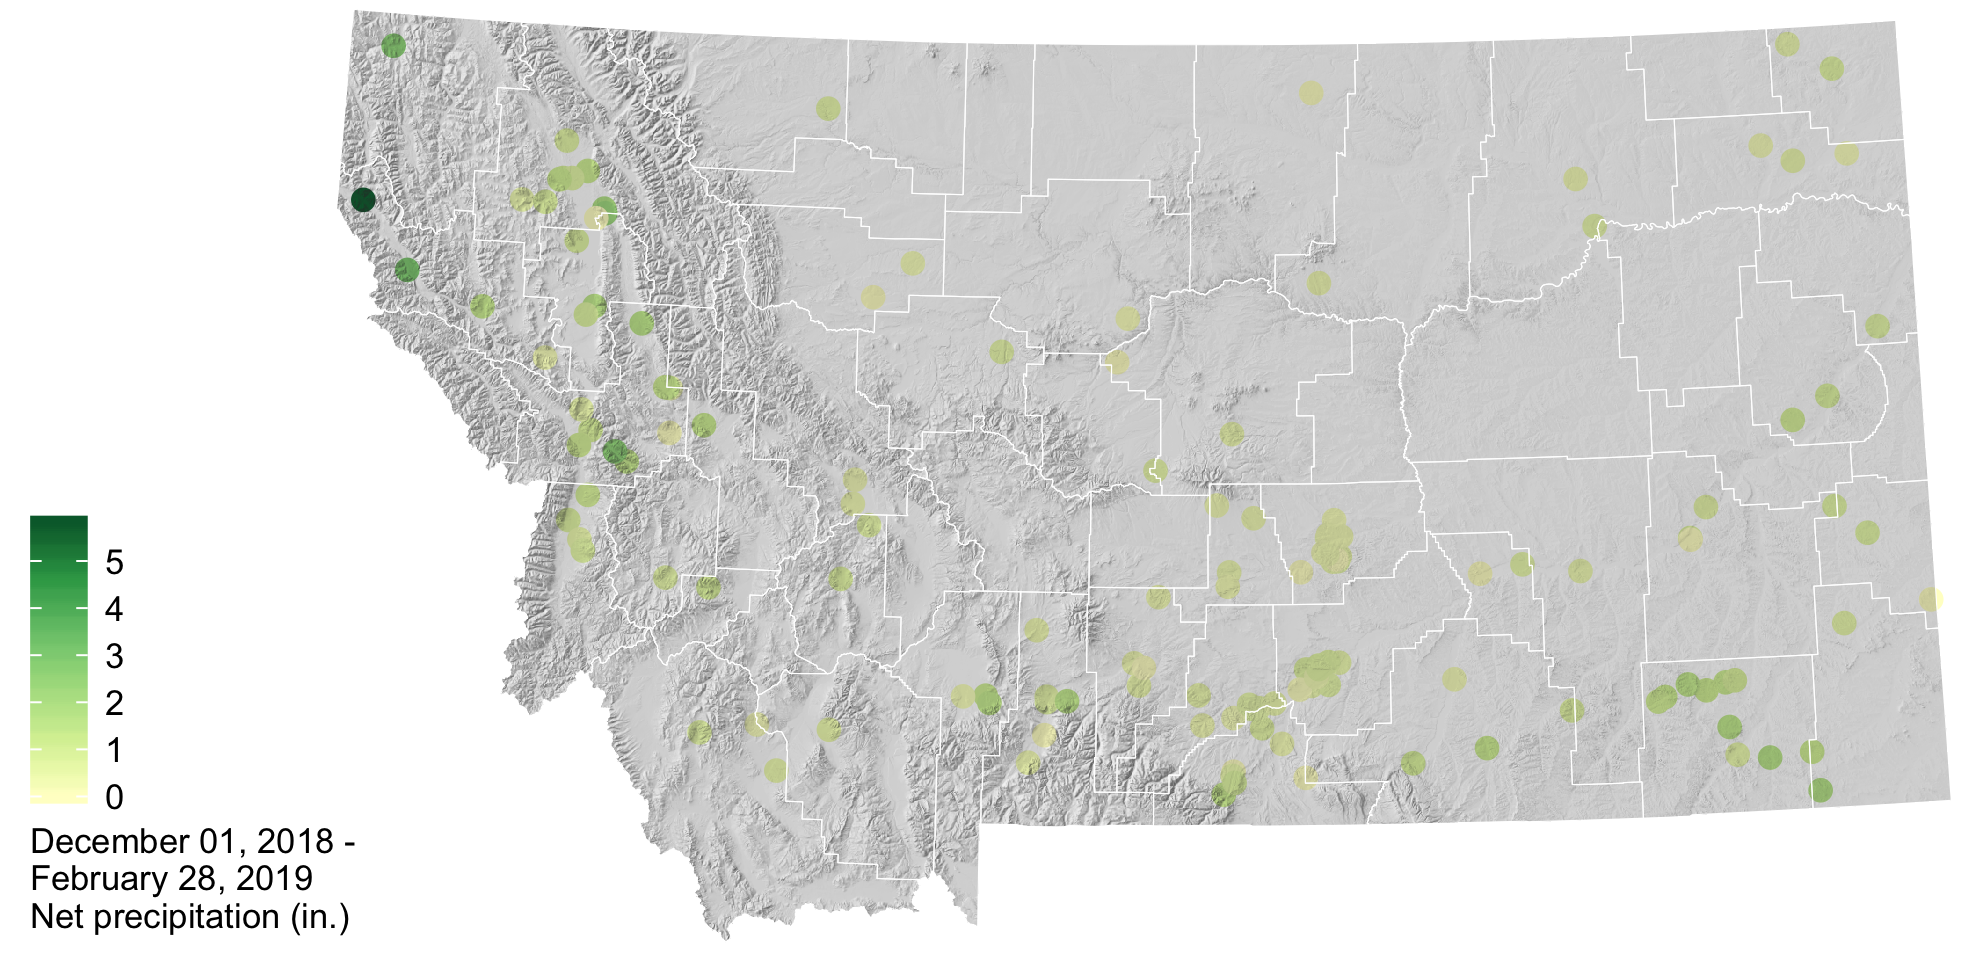 5
4
3
2
1
0
December 01, 2018 -
February 28, 2019
Net precipitation (in.)